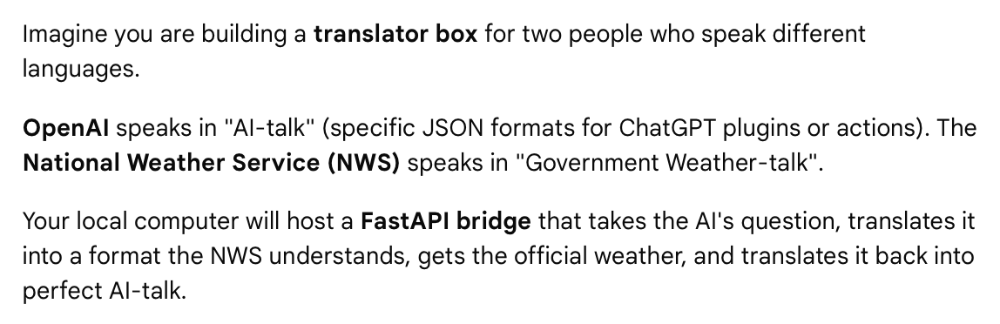 Imagine you are building a translator box for two people who speak different
languages.
OpenAI speaks in "AI-talk" (specific JSON formats for ChatGPT plugins or actions). The
National Weather Service (NWS) speaks in "Government Weather-talk".
Your local computer will host a FastAPI bridge that takes the AI's question, translates it
into a format the NWS understands, gets the official weather, and translates it back into
perfect AI-talk.